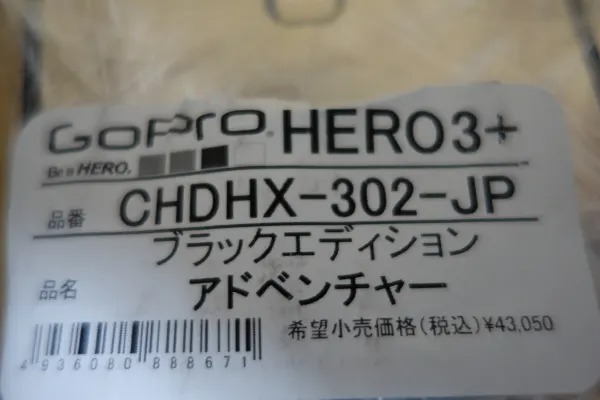 GoPro HERO3+
Be a HERO.
品番 CHDHX-302-JP
ブラックエディション
品名 アドベンチャー
希望小売価格(税込)¥43,050
4936080888671